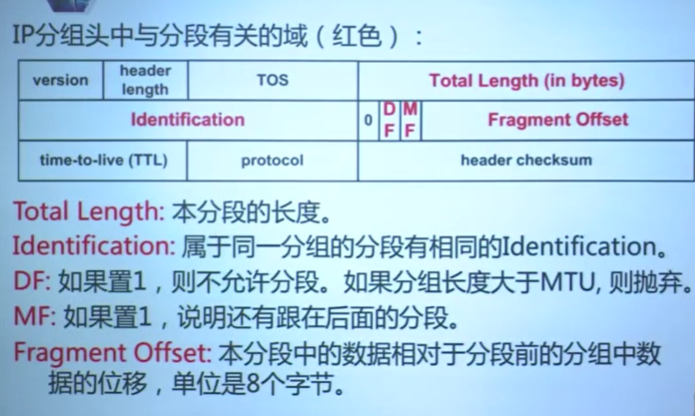 IP分组头中与分段有关的域（红色）：
version header length TOS Total Length (in bytes)
Identification 0 DF MF Fragment Offset
time-to-live (TTL) protocol header checksum
Total Length: 本分段的长度。
Identification: 属于同一分组的分段有相同的Identification。
DF: 如果置1，则不允许分段。如果分组长度大于MTU, 则抛弃。
MF: 如果置1，说明还有跟在后面的分段。
Fragment Offset: 本分段中的数据相对于分段前的分组中数
据的位移，单位是8个字节。